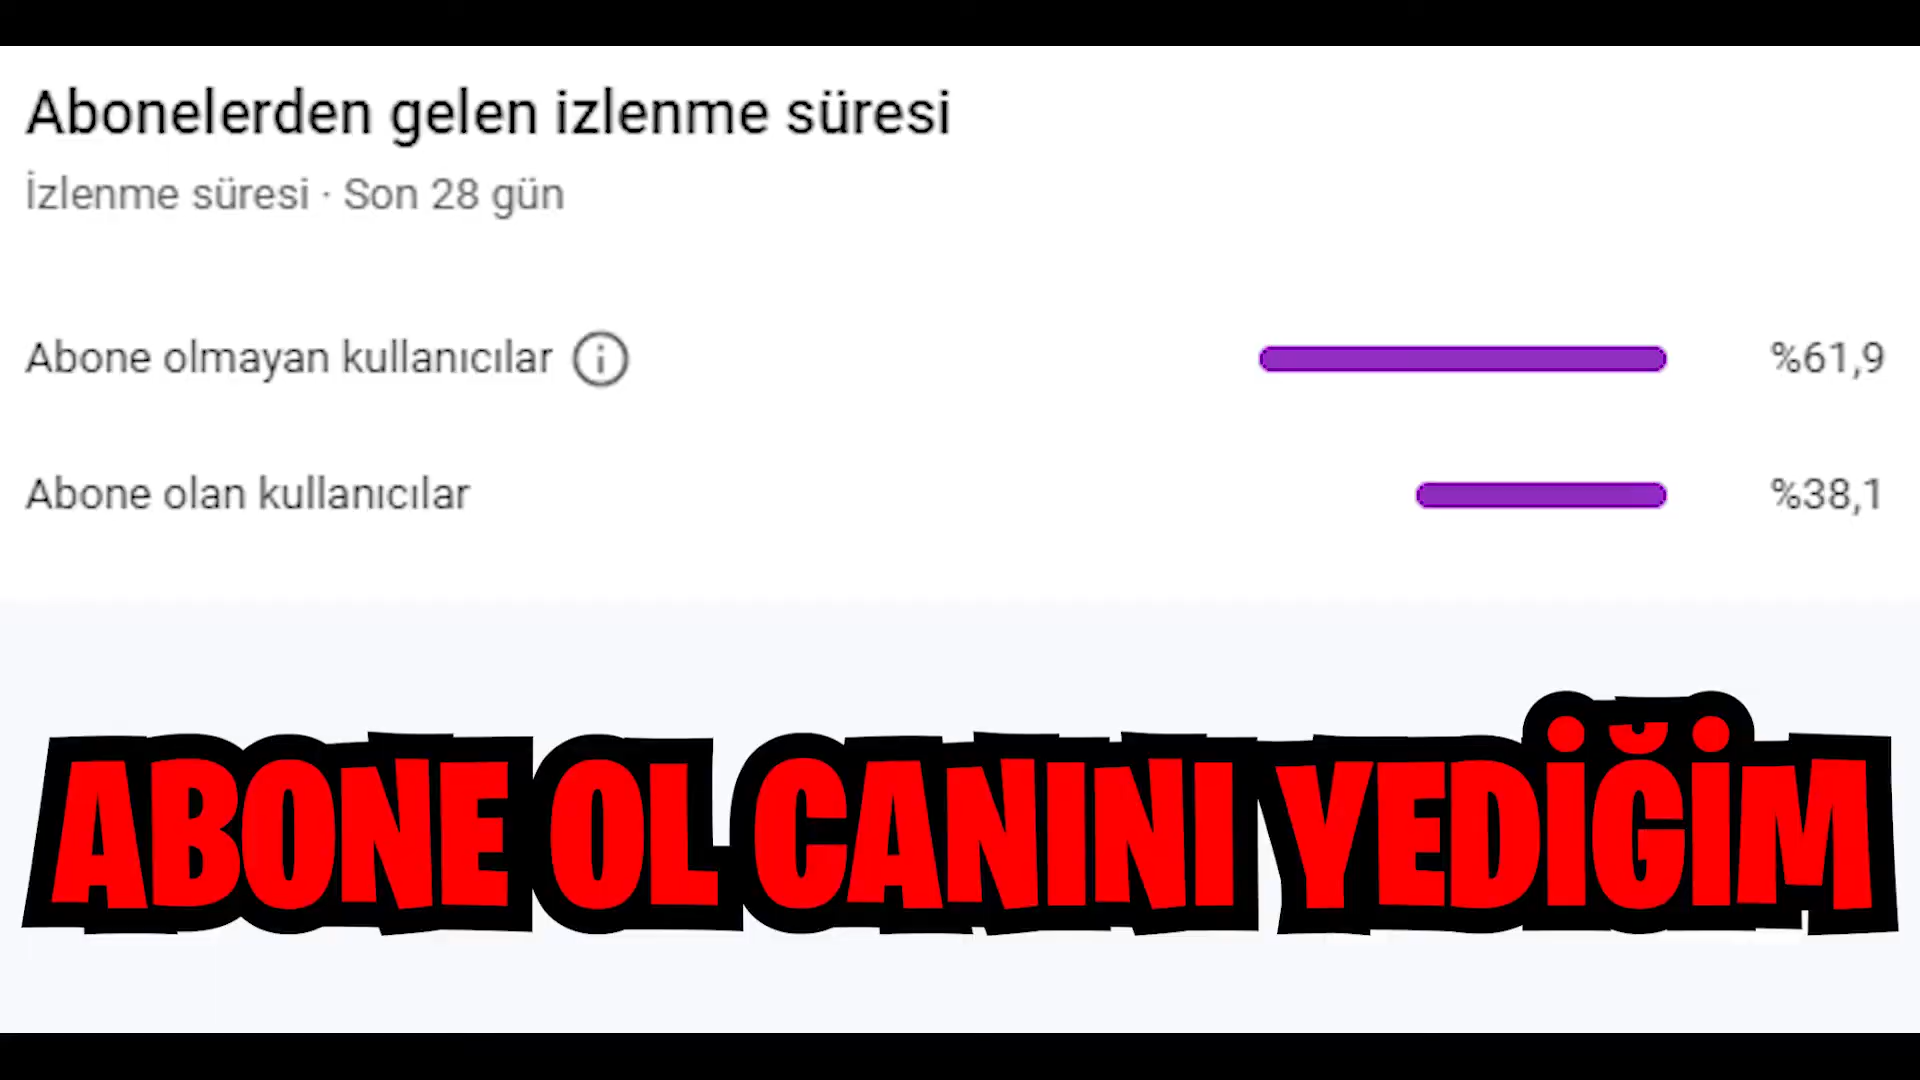 Abonelerden gelen izlenme süresi
İzlenme süresi · Son 28 gün
Abone olmayan kullanıcılar %61,9
Abone olan kullanıcılar %38,1
ABONE OL CANINI YEDİĞİM